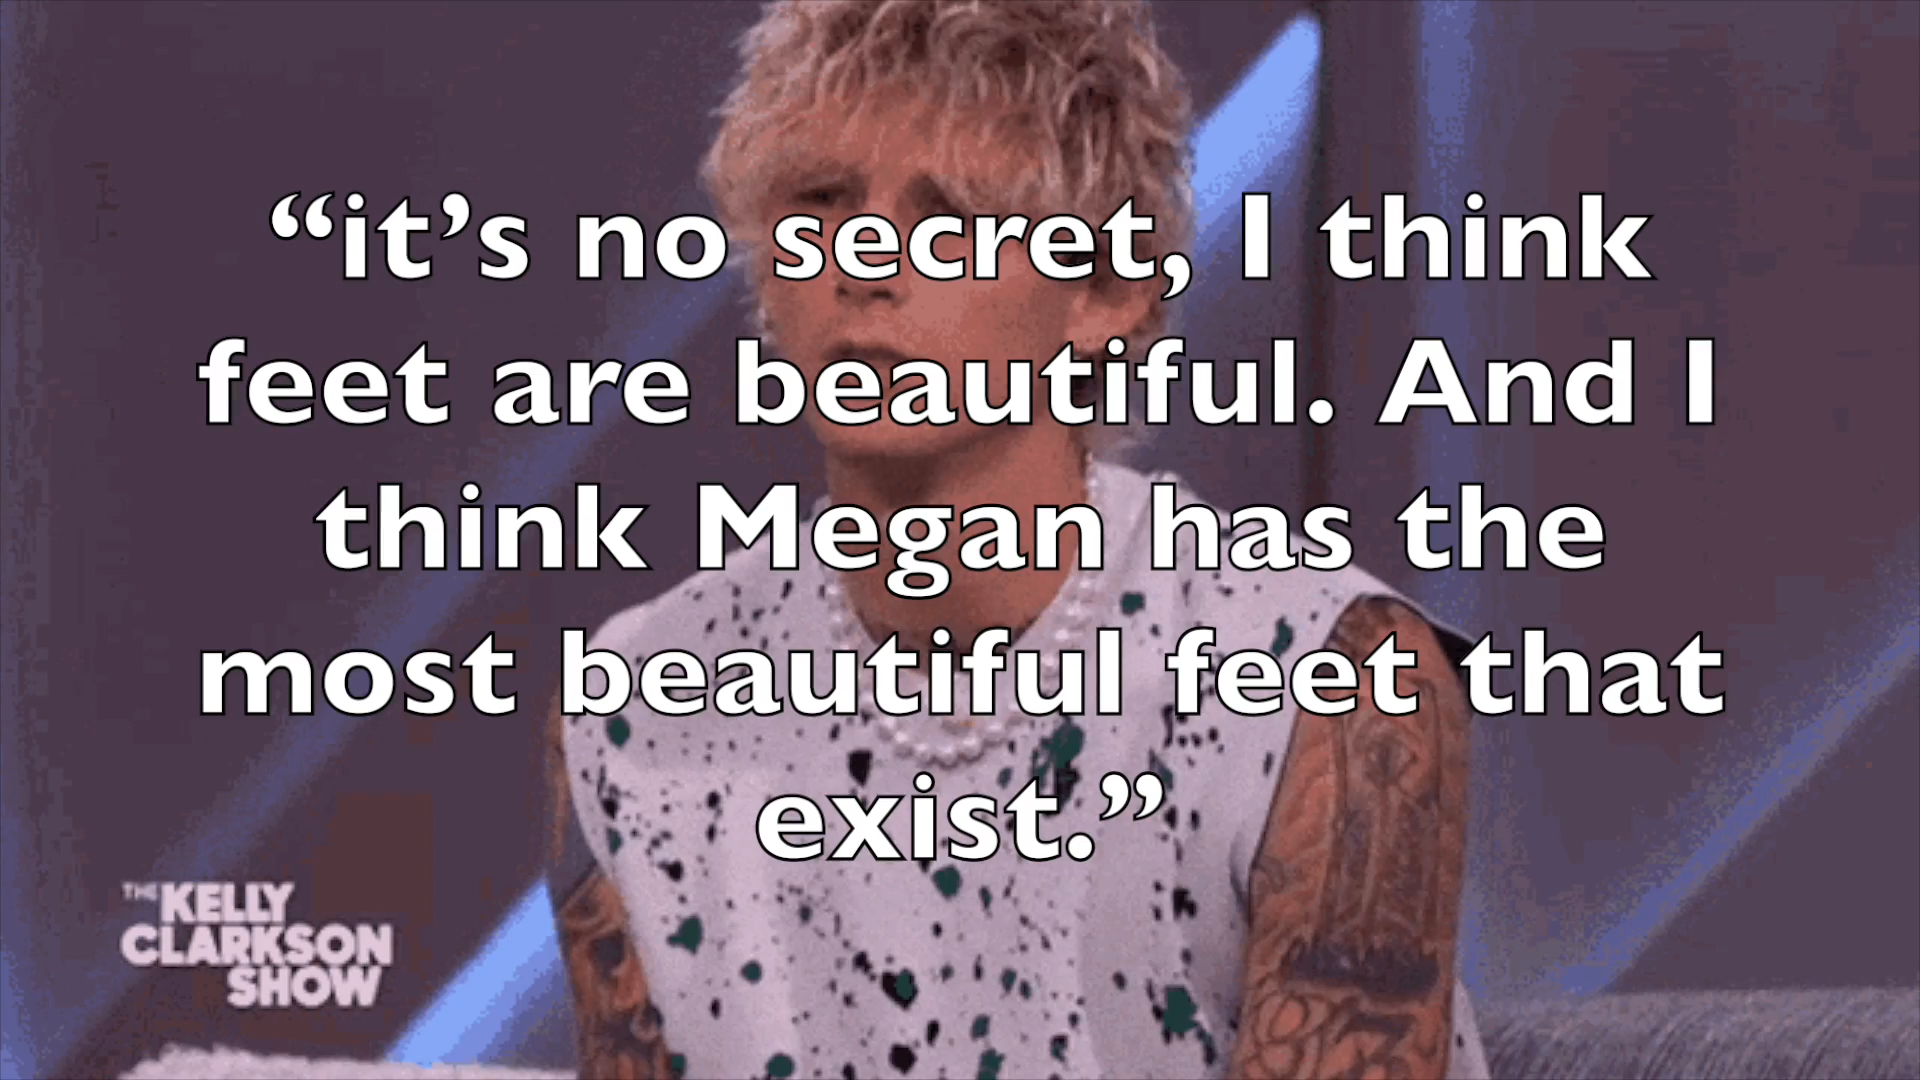 “it’s no secret, I think
feet are beautiful. And I
think Megan has the
most beautiful feet that
exist.”
THE
KELLY
CLARKSON
SHOW